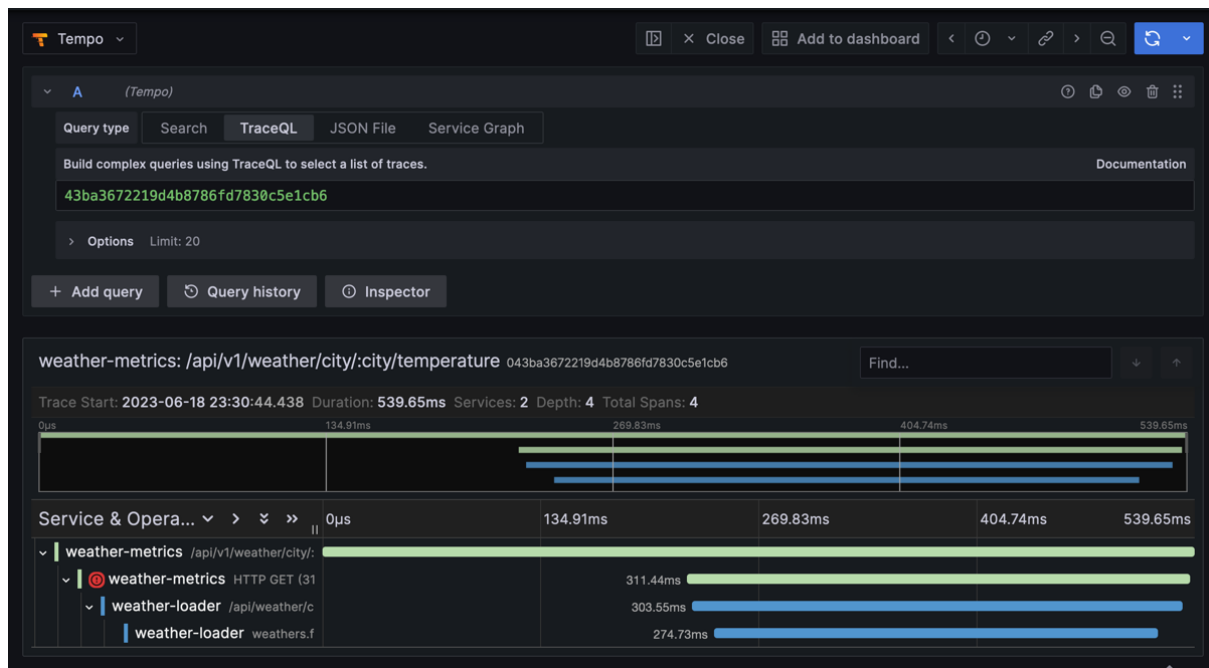 Tempo
Close
Add to dashboard
A (Tempo)
Query type Search TraceQL JSON File Service Graph
Build complex queries using TraceQL to select a list of traces. Documentation
43ba3672219d4b8786fd7830c5e1cb6
Options Limit: 20
+ Add query Query history Inspector
weather-metrics: /api/v1/weather/city/:city/temperature 043ba3672219d4b8786fd7830c5e1cb6 Find...
Trace Start: 2023-06-18 23:30:44.438 Duration: 539.65ms Services: 2 Depth: 4 Total Spans: 4
0μs 134.91ms 269.83ms 404.74ms 539.65ms
Service & Opera... 0μs 134.91ms 269.83ms 404.74ms 539.65ms
weather-metrics /api/v1/weather/city/:
weather-metrics HTTP GET (31 311.44ms
weather-loader /api/weather/c 303.55ms
weather-loader weathers.f 274.73ms